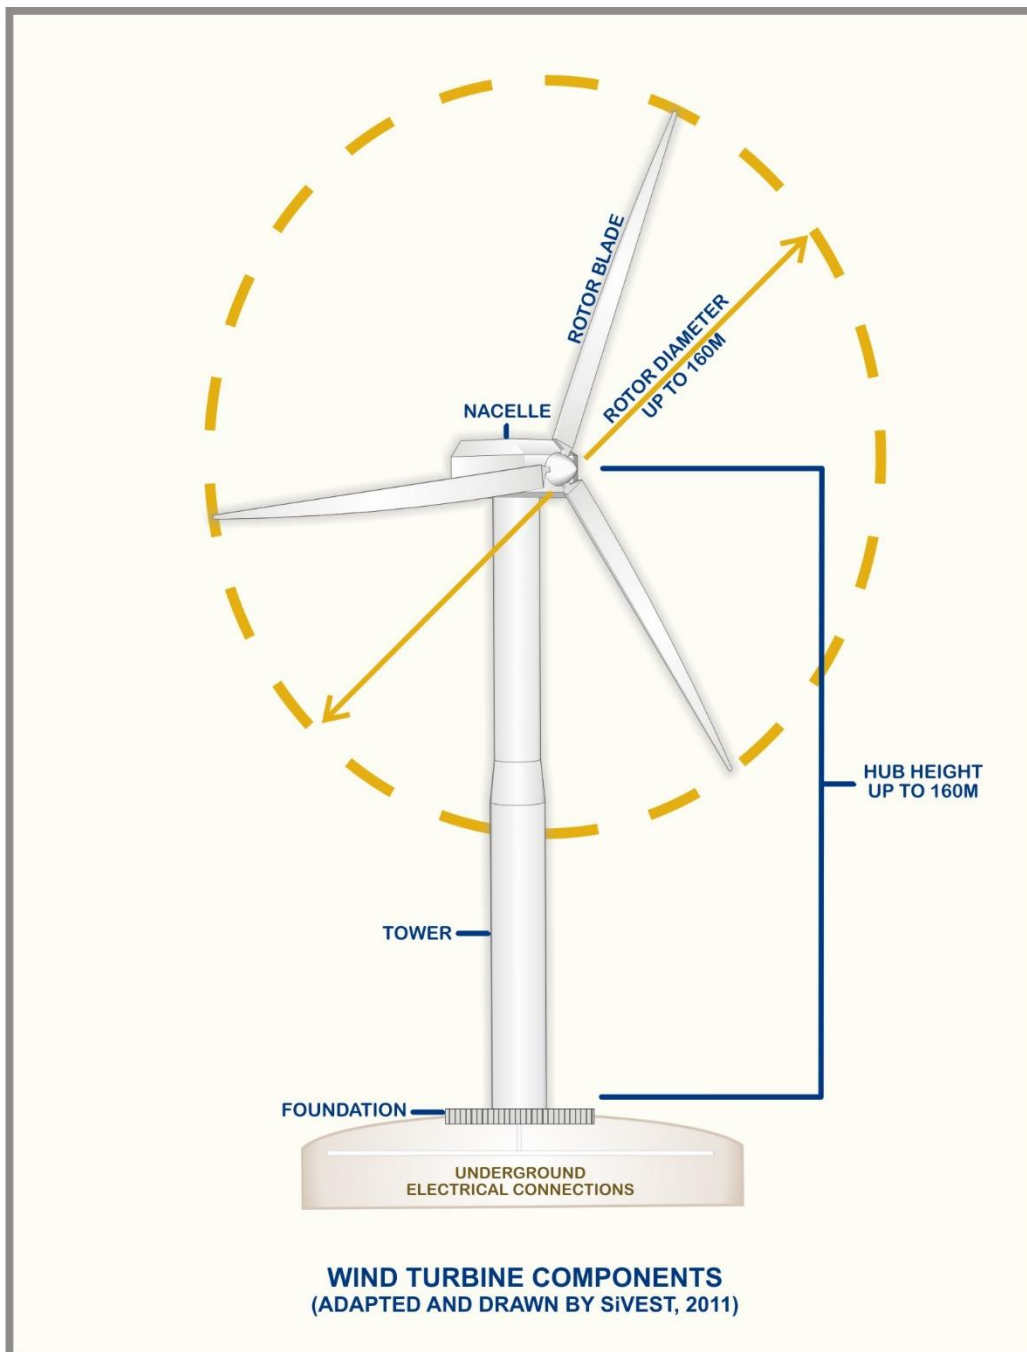 ROTOR BLADE
ROTOR DIAMETER
UP TO 160M
NACELLE
HUB HEIGHT
UP TO 160M
TOWER
FOUNDATION
UNDERGROUND
ELECTRICAL CONNECTIONS
WIND TURBINE COMPONENTS
(ADAPTED AND DRAWN BY SiVEST, 2011)